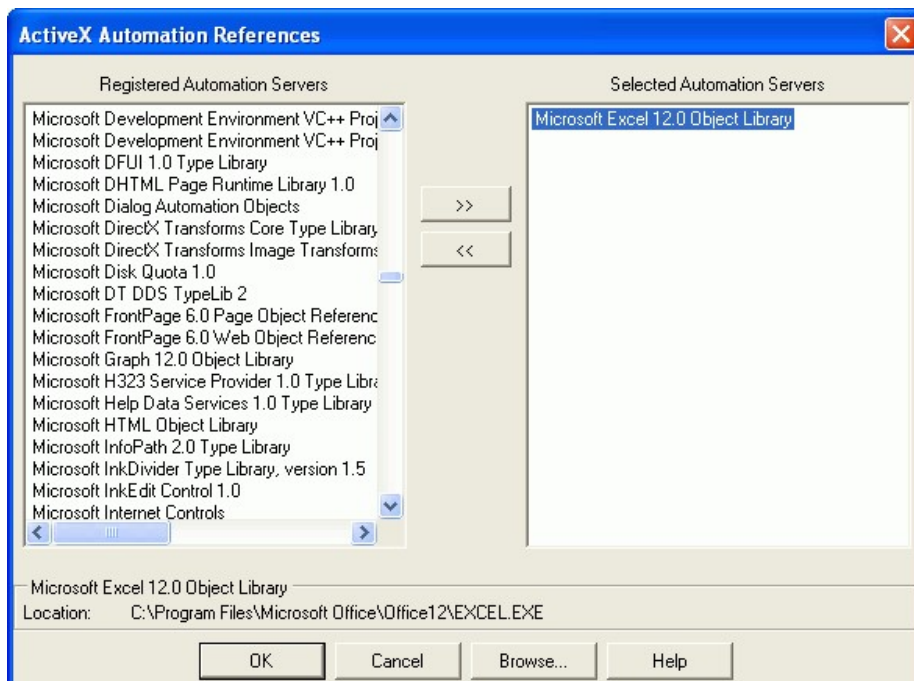 ActiveX Automation References
Registered Automation Servers
Selected Automation Servers
Microsoft Development Environment VC++ Proj
Microsoft Development Environment VC++ Proj
Microsoft DFUI 1.0 Type Library
Microsoft DHTML Page Runtime Library 1.0
Microsoft Dialog Automation Objects
Microsoft DirectX Transforms Core Type Library
Microsoft DirectX Transforms Image Transforms
Microsoft Disk Quota 1.0
Microsoft DT DDS TypeLib 2
Microsoft FrontPage 6.0 Page Object Referenc
Microsoft FrontPage 6.0 Web Object Referenc
Microsoft Graph 12.0 Object Library
Microsoft H323 Service Provider 1.0 Type Libra
Microsoft Help Data Services 1.0 Type Library
Microsoft HTML Object Library
Microsoft InfoPath 2.0 Type Library
Microsoft InkDivider Type Library, version 1.5
Microsoft InkEdit Control 1.0
Microsoft Internet Controls
>>
<<
Microsoft Excel 12.0 Object Library
Microsoft Excel 12.0 Object Library
Location: C:\Program Files\Microsoft Office\Office12\EXCEL.EXE
OK
Cancel
Browse...
Help